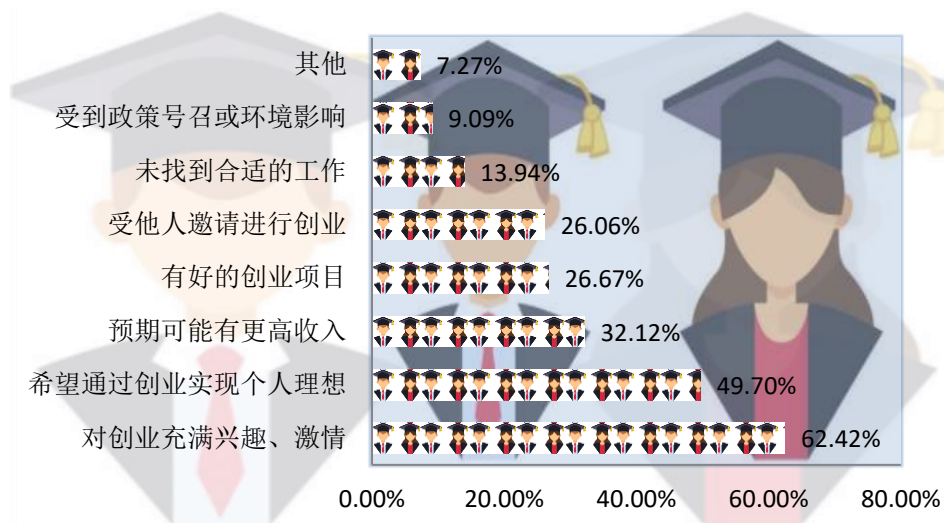 其他 7.27%
受到政策号召或环境影响 9.09%
未找到合适的工作 13.94%
受他人邀请进行创业 26.06%
有好的创业项目 26.67%
预期可能有更高收入 32.12%
希望通过创业实现个人理想 49.70%
对创业充满兴趣、激情 62.42%
0.00% 20.00% 40.00% 60.00% 80.00%